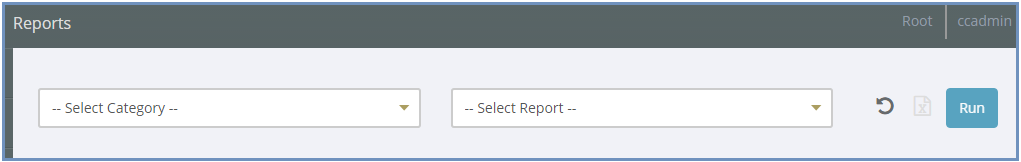 Reports
Root
ccadmin
-- Select Category --
-- Select Report --
Run